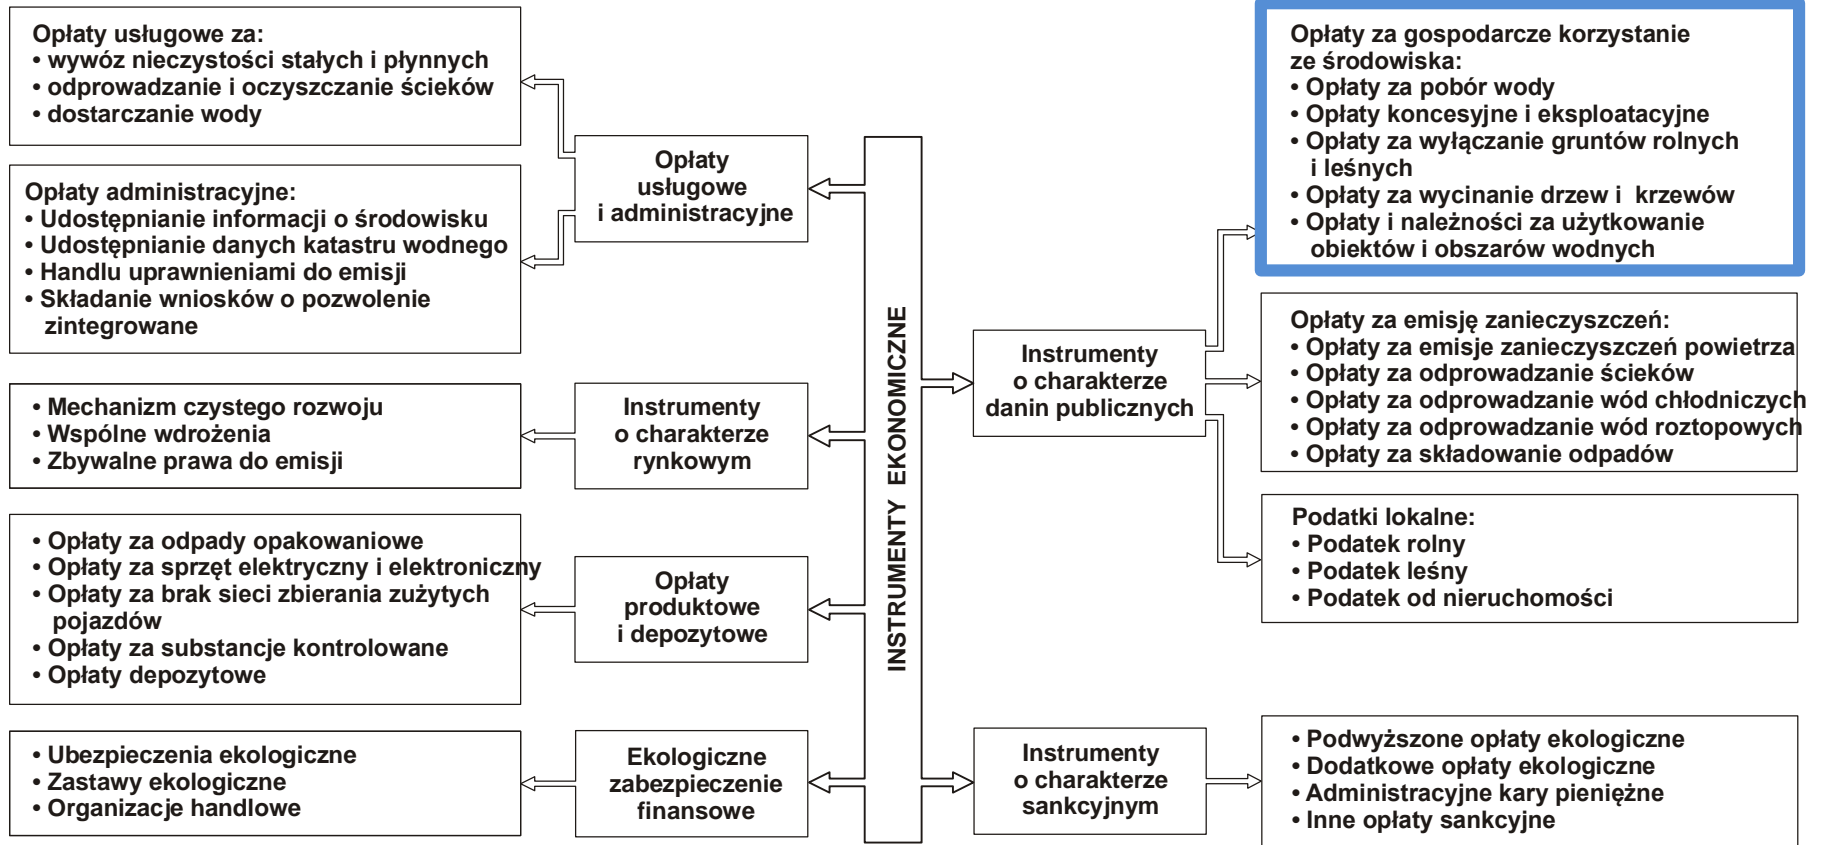 Opłaty usługowe za:
• wywóz nieczystości stałych i płynnych
• odprowadzanie i oczyszczanie ścieków
• dostarczanie wody
Opłaty administracyjne:
• Udostępnianie informacji o środowisku
• Udostępnianie danych katastru wodnego
• Handlu uprawnieniami do emisji
• Składanie wniosków o pozwolenie
zintegrowane
Opłaty
usługowe
i administracyjne
• Mechanizm czystego rozwoju
• Wspólne wdrożenia
• Zbywalne prawa do emisji
Instrumenty
o charakterze
rynkowym
• Opłaty za odpady opakowaniowe
• Opłaty za sprzęt elektryczny i elektroniczny
• Opłaty za brak sieci zbierania zużytych
pojazdów
• Opłaty za substancje kontrolowane
• Opłaty depozytowe
Opłaty
produktowe
i depozytowe
• Ubezpieczenia ekologiczne
• Zastawy ekologiczne
• Organizacje handlowe
Ekologiczne
zabezpieczenie
finansowe
INSTRUMENTY EKONOMICZNE
Instrumenty
o charakterze
danin publicznych
Opłaty za gospodarcze korzystanie
ze środowiska:
• Opłaty za pobór wody
• Opłaty koncesyjne i eksploatacyjne
• Opłaty za wyłączanie gruntów rolnych
i leśnych
• Opłaty za wycinanie drzew i krzewów
• Opłaty i należności za użytkowanie
obiektów i obszarów wodnych
Opłaty za emisję zanieczyszczeń:
• Opłaty za emisje zanieczyszczeń powietrza
• Opłaty za odprowadzanie ścieków
• Opłaty za odprowadzanie wód chłodniczych
• Opłaty za odprowadzanie wód roztopowych
• Opłaty za składowanie odpadów
Podatki lokalne:
• Podatek rolny
• Podatek leśny
• Podatek od nieruchomości
Instrumenty
o charakterze
sankcyjnym
• Podwyższone opłaty ekologiczne
• Dodatkowe opłaty ekologiczne
• Administracyjne kary pieniężne
• Inne opłaty sankcyjne